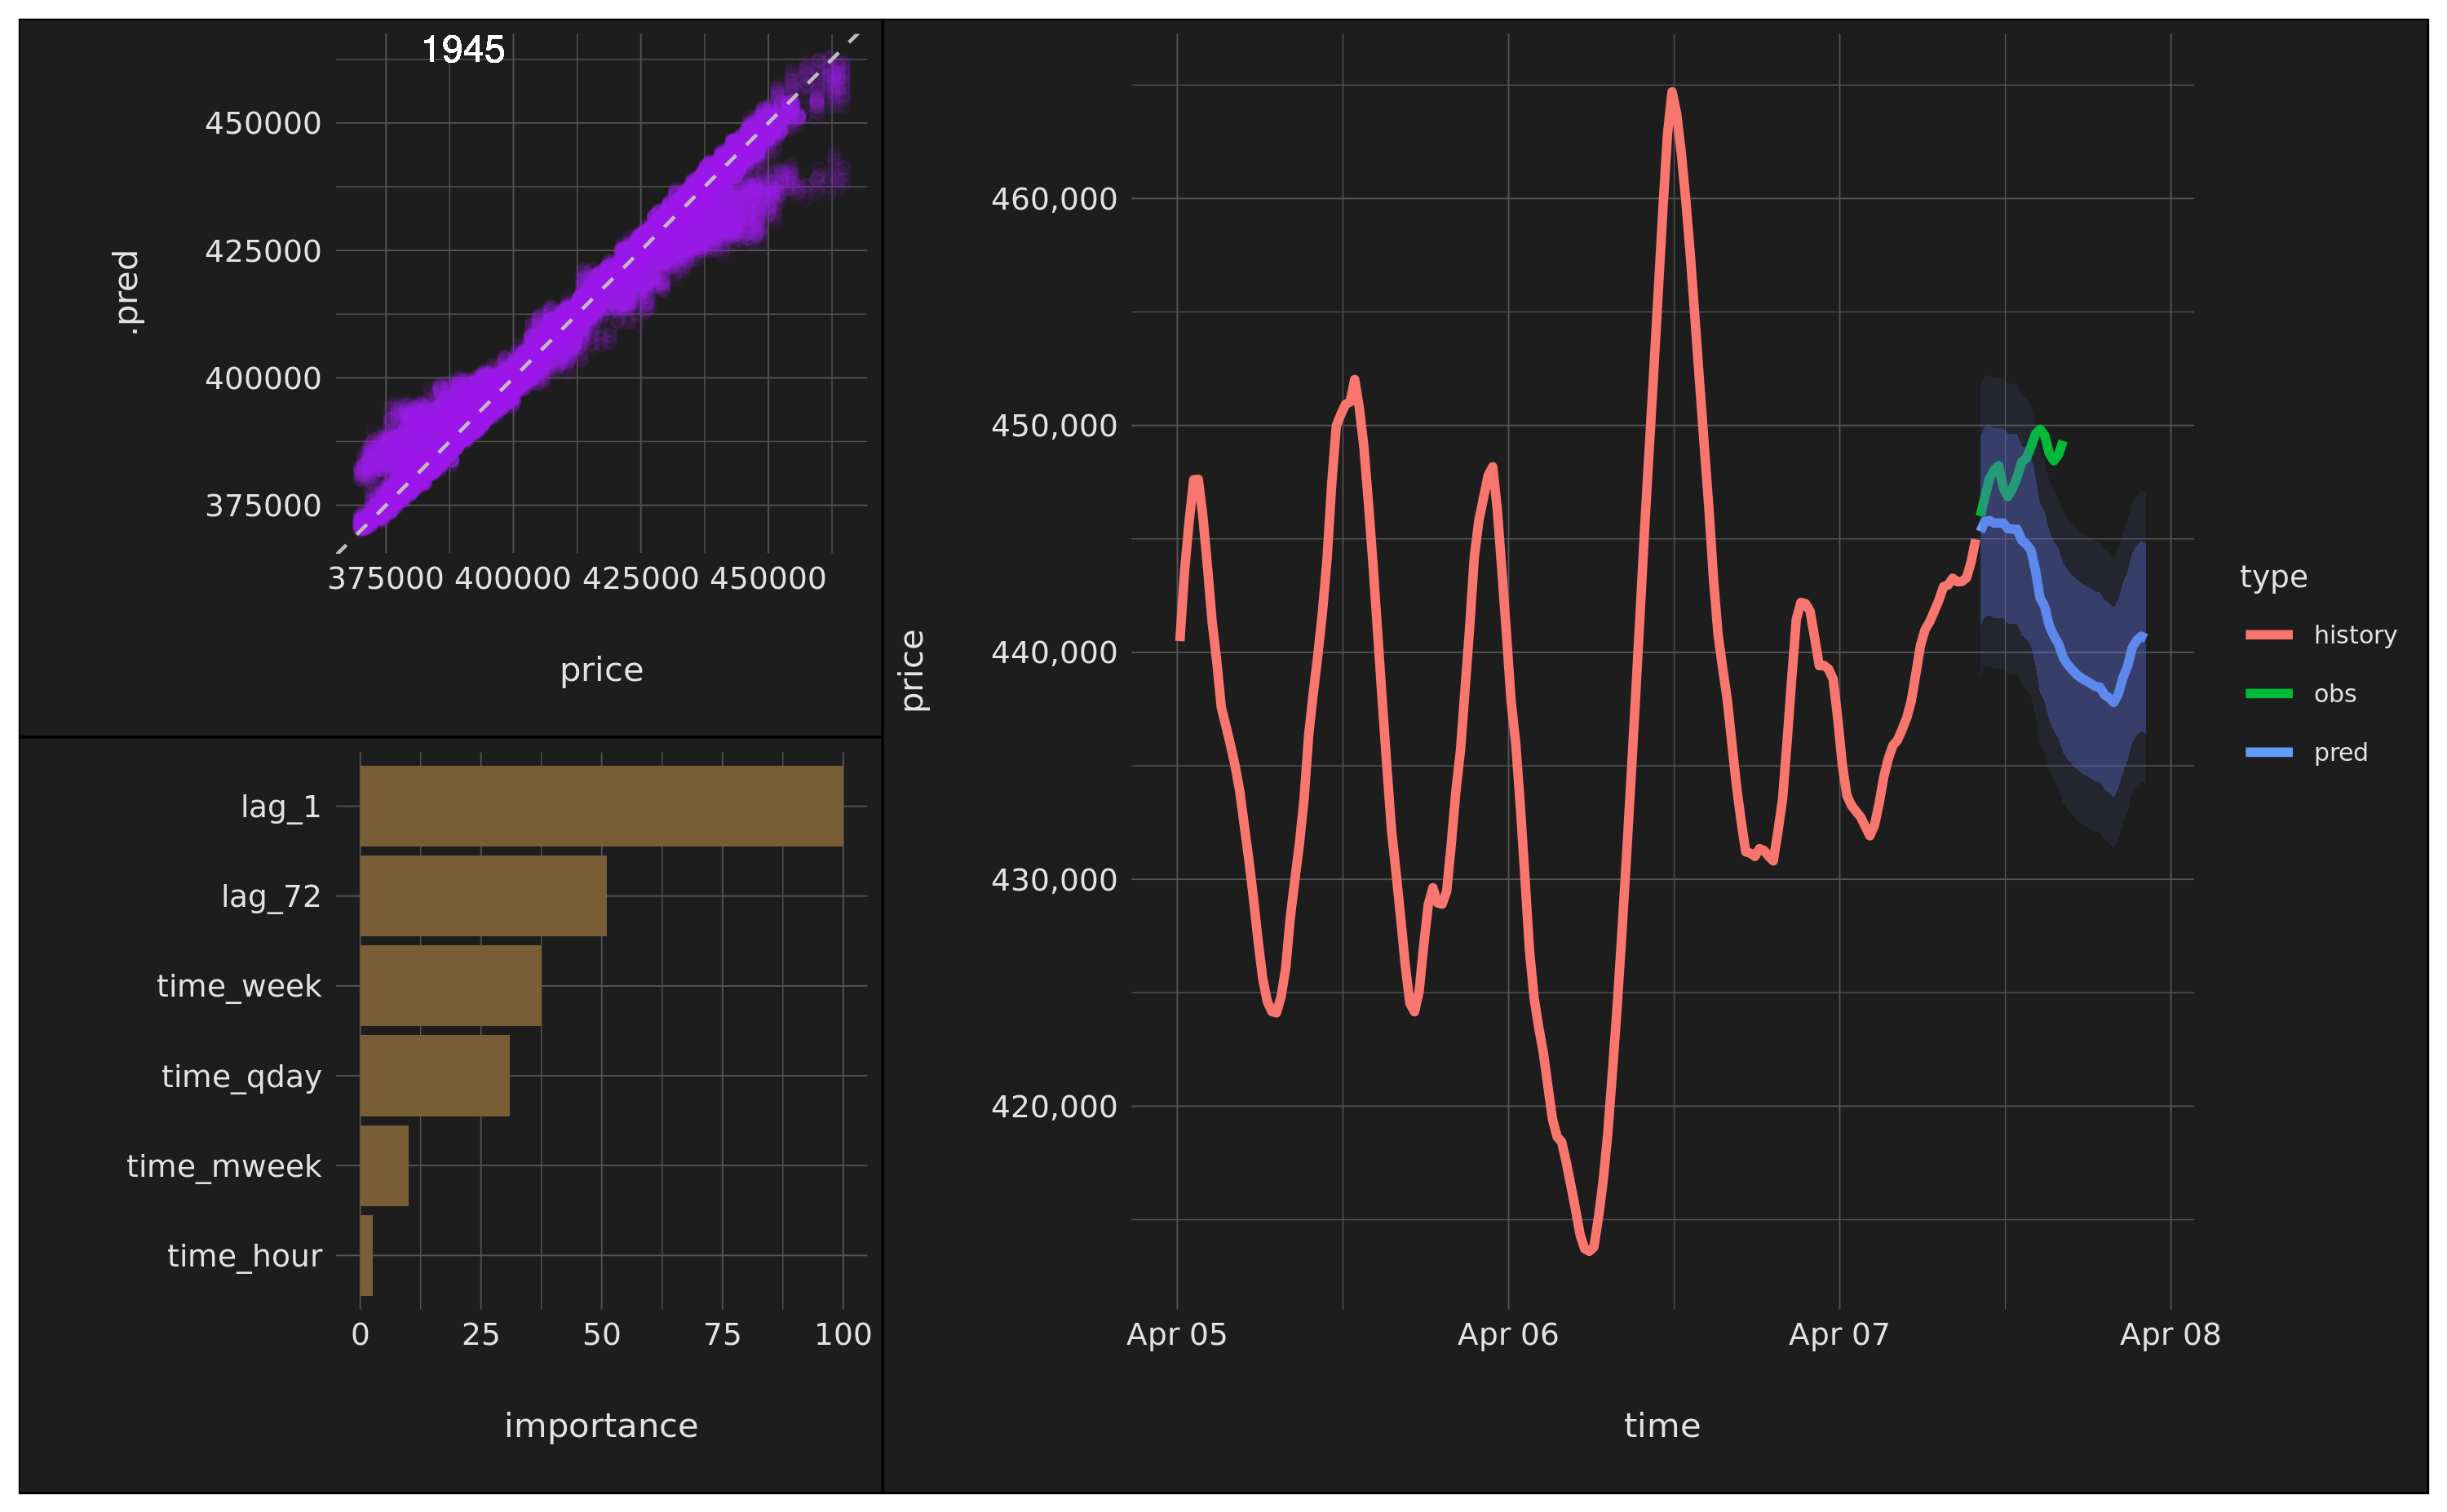 1945
.pred
450000
425000
400000
375000
375000 400000 425000 450000
price
lag_1
lag_72
time_week
time_qday
time_mweek
time_hour
0 25 50 75 100
importance
price
460,000
450,000
440,000
430,000
420,000
Apr 05 Apr 06 Apr 07 Apr 08
time
type
history
obs
pred